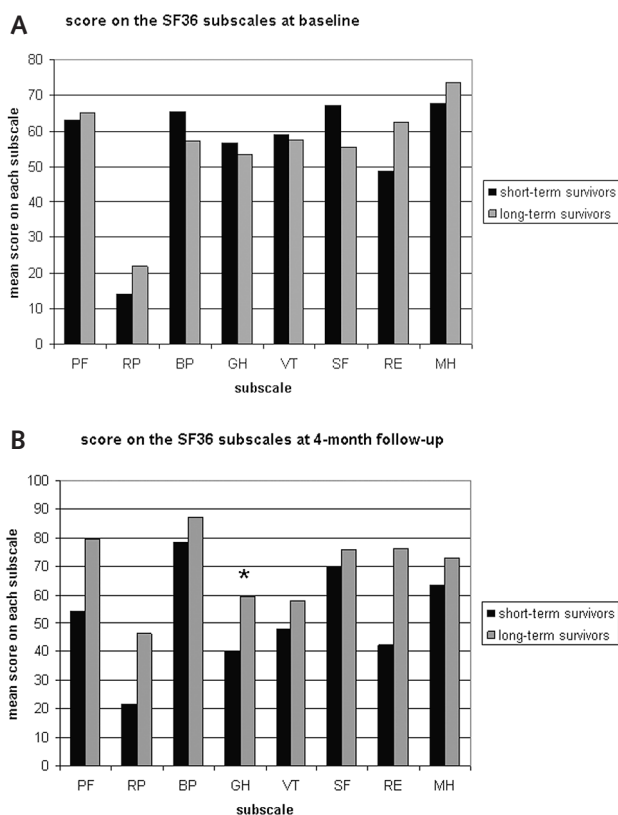 A
score on the SF36 subscales at baseline
mean score on each subscale
80
70
60
50
40
30
20
10
0
PF RP BP GH VT SF RE MH
subscale
short-term survivors
long-term survivors
B
score on the SF36 subscales at 4-month follow-up
mean score on each subscale
100
90
80
70
60
50
40
30
20
10
0
*
PF RP BP GH VT SF RE MH
subscale
short-term survivors
long-term survivors